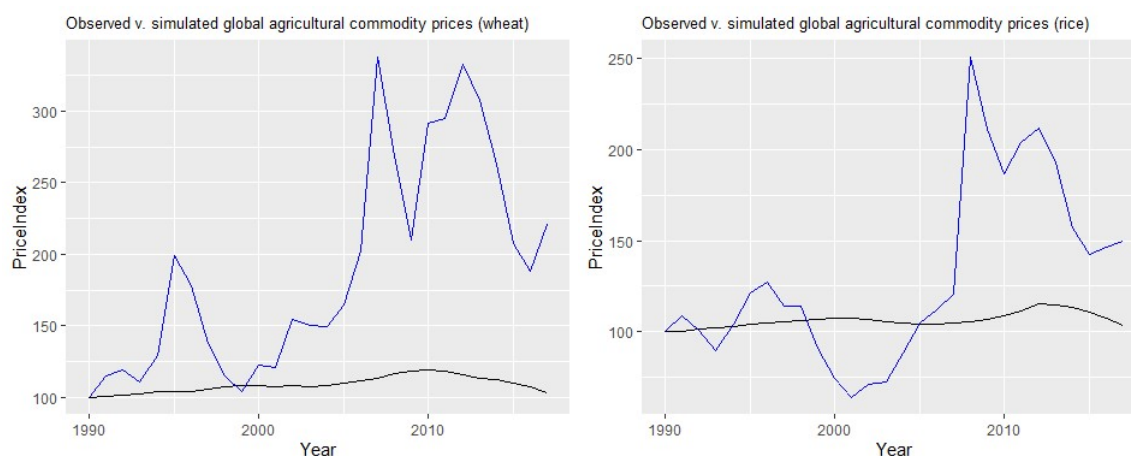 Observed v. simulated global agricultural commodity prices (wheat)
PriceIndex
300
250
200
150
100
1990
2000
2010
Year
Observed v. simulated global agricultural commodity prices (rice)
PriceIndex
250
200
150
100
1990
2000
2010
Year